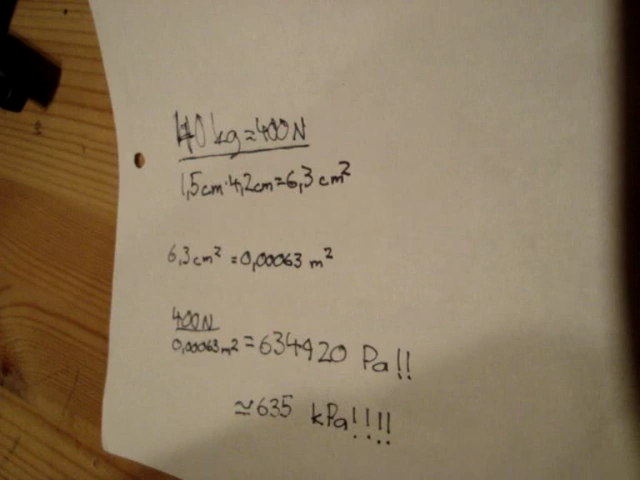 40 kg = 400 N
1,5 cm · 4,2 cm = 6,3 cm²
6,3 cm² = 0,00063 m²
400 N
0,00063 m² = 634920 Pa!!
≃ 635 kPa!!!!